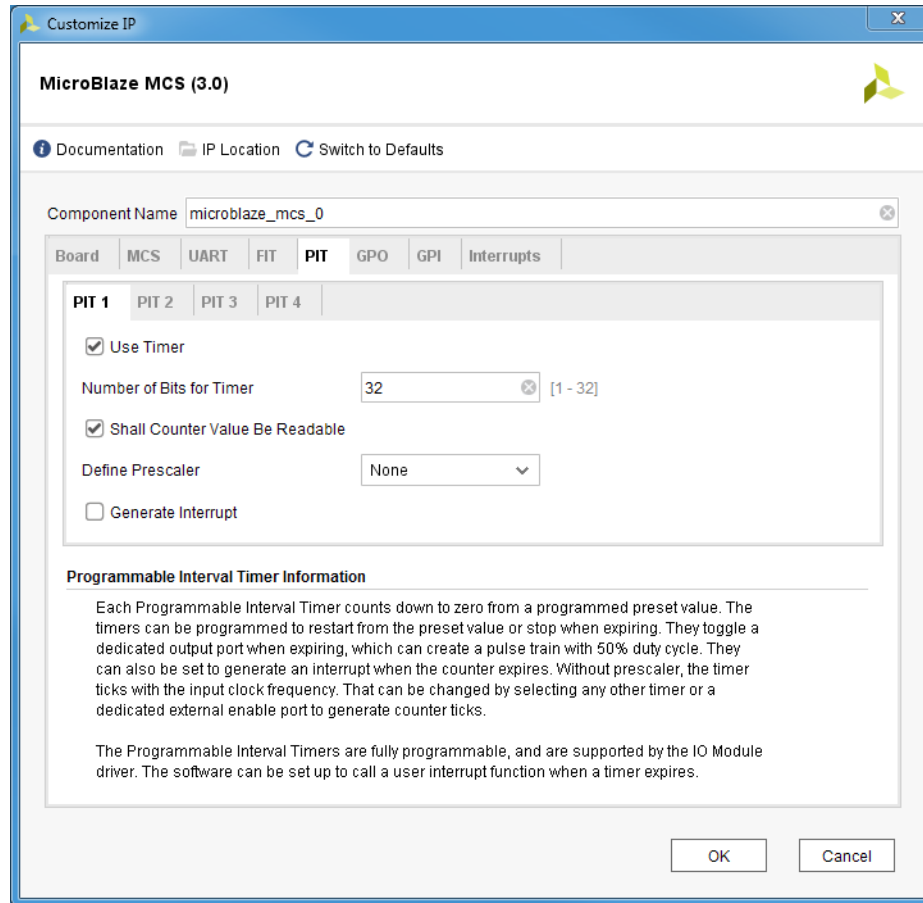 Customize IP
MicroBlaze MCS (3.0)
Documentation IP Location Switch to Defaults
Component Name microblaze_mcs_0
Board MCS UART FIT PIT GPO GPI Interrupts
PIT 1 PIT 2 PIT 3 PIT 4
Use Timer
Number of Bits for Timer 32 [1 - 32]
Shall Counter Value Be Readable
Define Prescaler None
Generate Interrupt
Programmable Interval Timer Information
Each Programmable Interval Timer counts down to zero from a programmed preset value. The
timers can be programmed to restart from the preset value or stop when expiring. They toggle a
dedicated output port when expiring, which can create a pulse train with 50% duty cycle. They
can also be set to generate an interrupt when the counter expires. Without prescaler, the timer
ticks with the input clock frequency. That can be changed by selecting any other timer or a
dedicated external enable port to generate counter ticks.
The Programmable Interval Timers are fully programmable, and are supported by the IO Module
driver. The software can be set up to call a user interrupt function when a timer expires.
OK Cancel